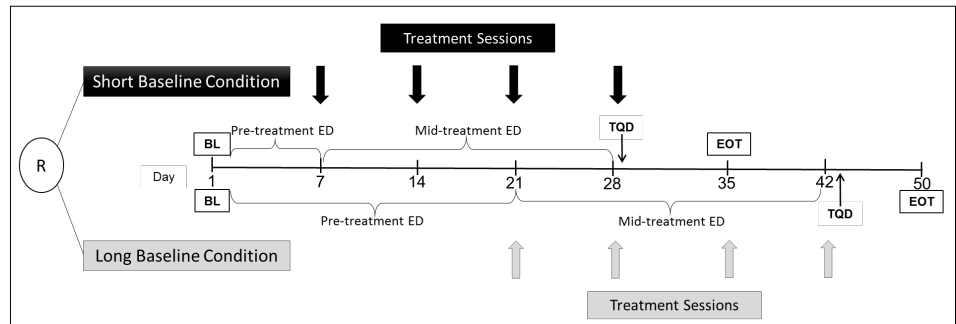 Treatment Sessions
Short Baseline Condition
Pre-treatment ED
Mid-treatment ED
TQD
BL
EOT
R
Day
1
7
14
21
28
35
42
50
BL
EOT
TQD
Pre-treatment ED
Mid-treatment ED
Long Baseline Condition
Treatment Sessions